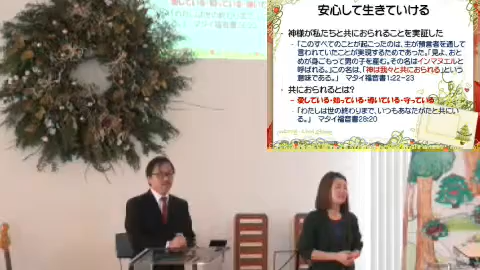 安心して生きていける
・ 神様が私たちと共におられることを実証した
-「このすべてのことが起こったのは、主が預言者を通して
言われていたことが実現するためであった。「見よ、おと
めが身ごもって男の子を産む。その名はインマヌエルと
呼ばれる。」この名は、「神は我々と共におられる」という
意味である。」 マタイ福音書1:22-23
・ 共におられるとは?
- 愛している・知っている・導いている・守っている
-「わたしは世の終わりまで、いつもあなたがたと共にい
る。」 マタイ福音書28:20